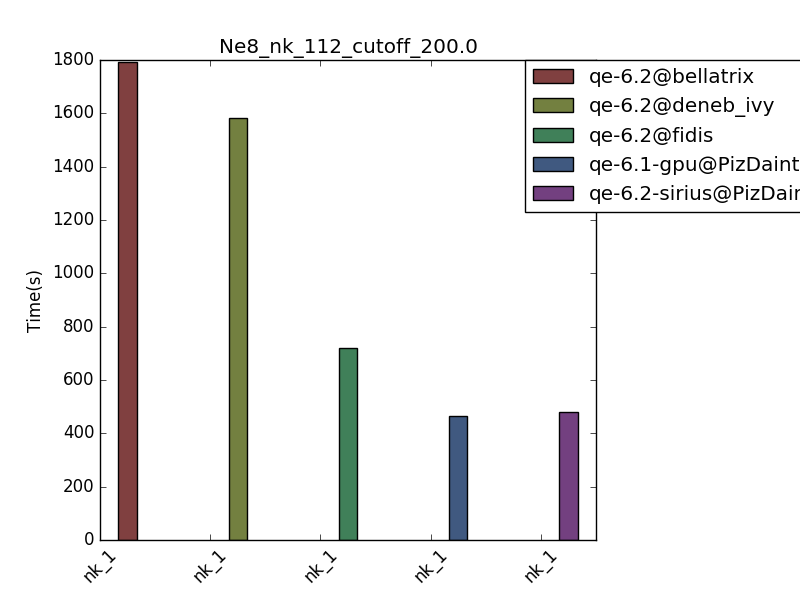 Ne8_nk_112_cutoff_200.0
qe-6.2@bellatrix
qe-6.2@deneb_ivy
qe-6.2@fidis
qe-6.1-gpu@PizDaint
qe-6.2-sirius@PizDain
Time(s)
1800
1600
1400
1200
1000
800
600
400
200
0
nk_1
nk_1
nk_1
nk_1
nk_1